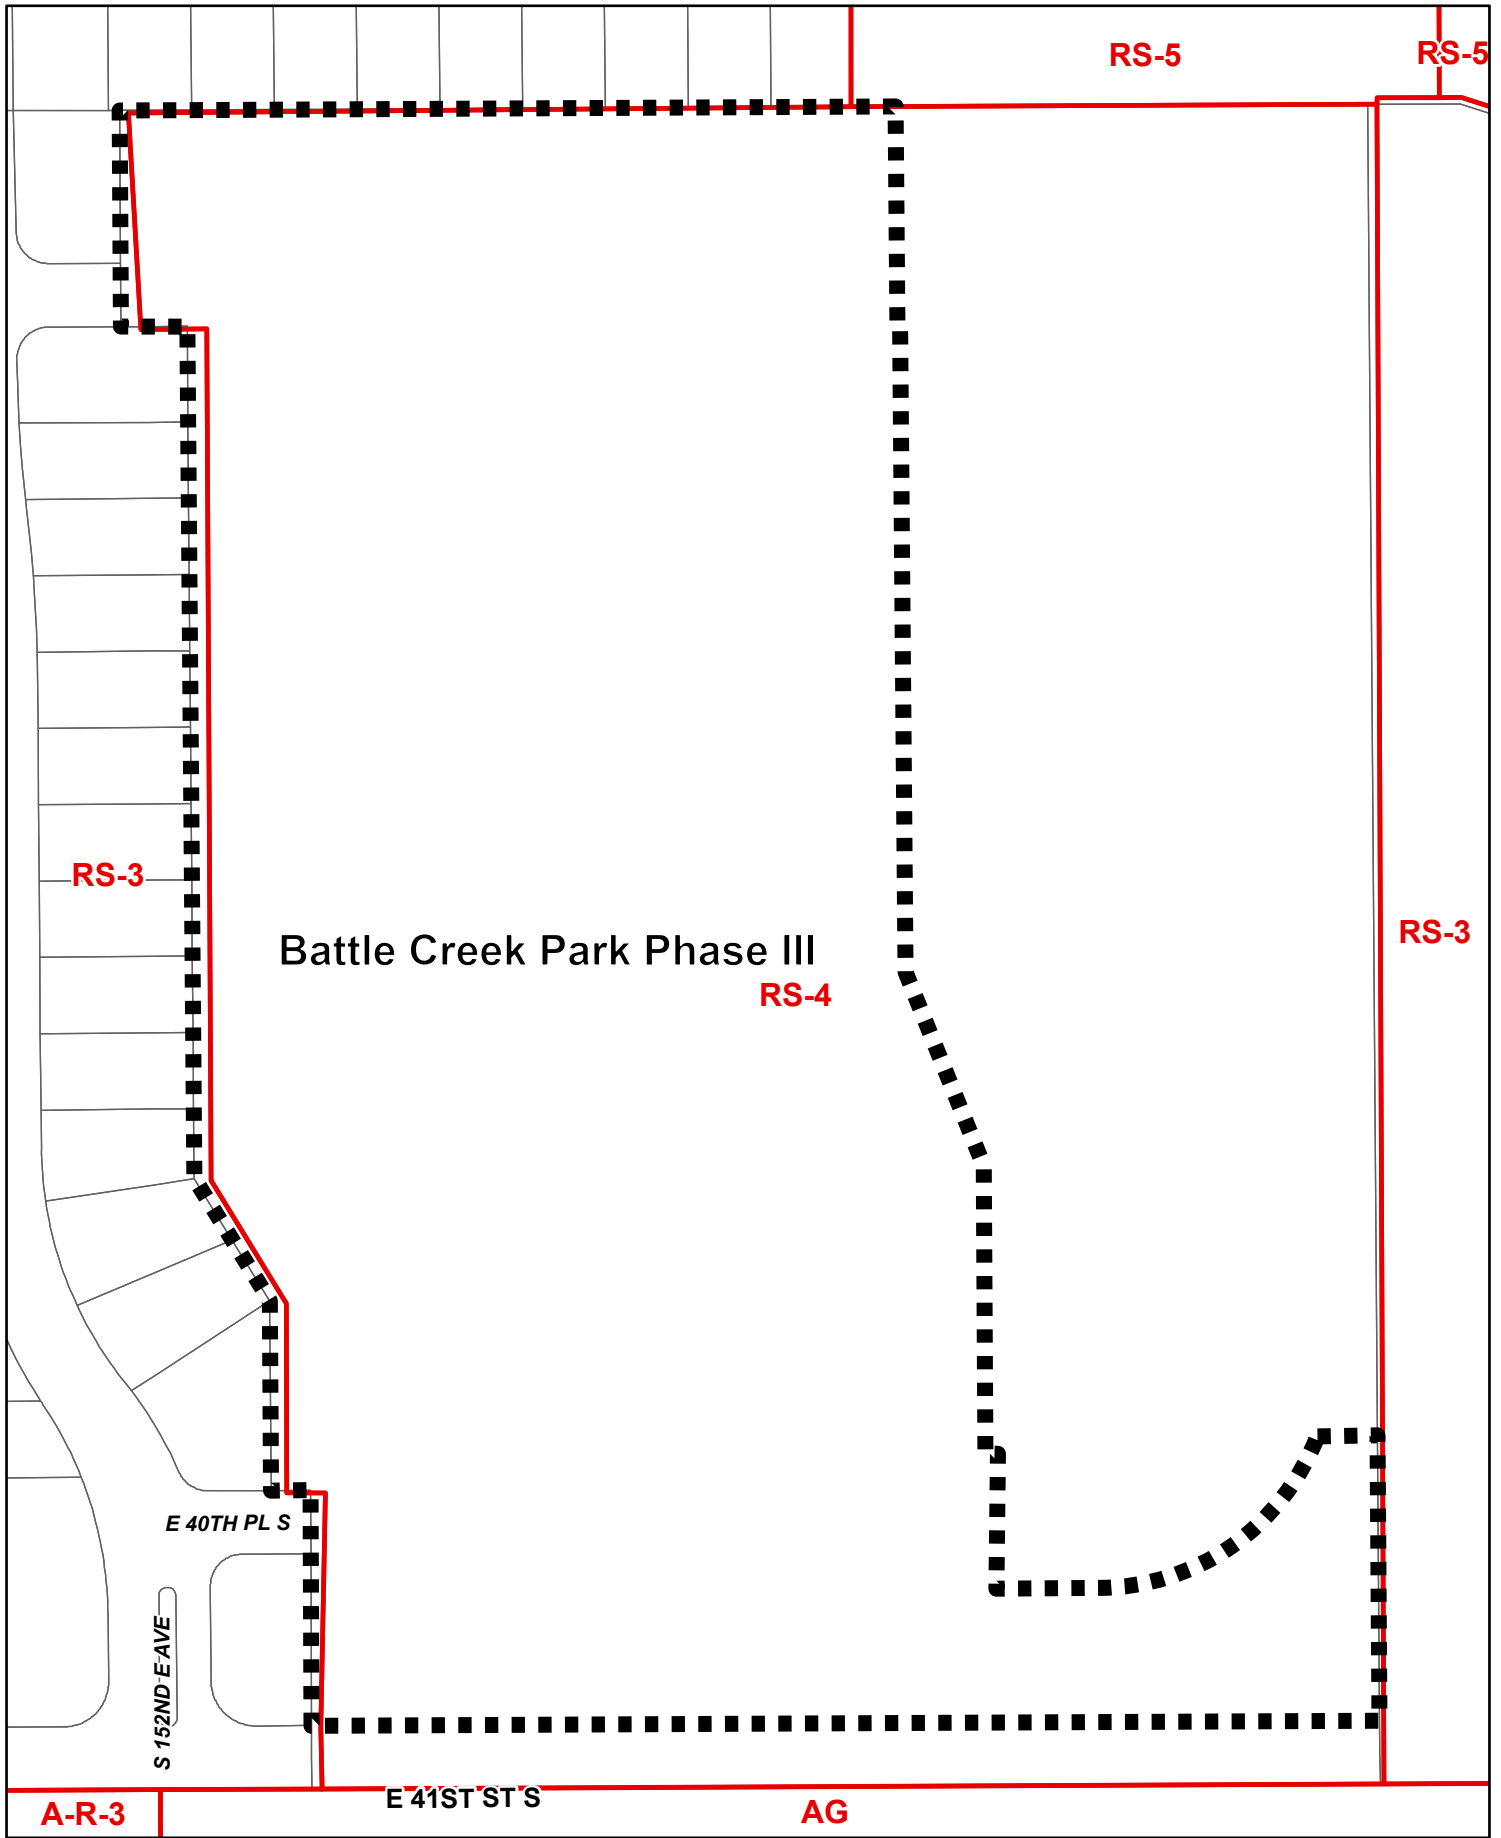 RS-5
RS-5
RS-3
RS-3
Battle Creek Park Phase III
RS-4
E 40TH PL S
S 152ND E AVE
E 41ST ST S
A-R-3
AG